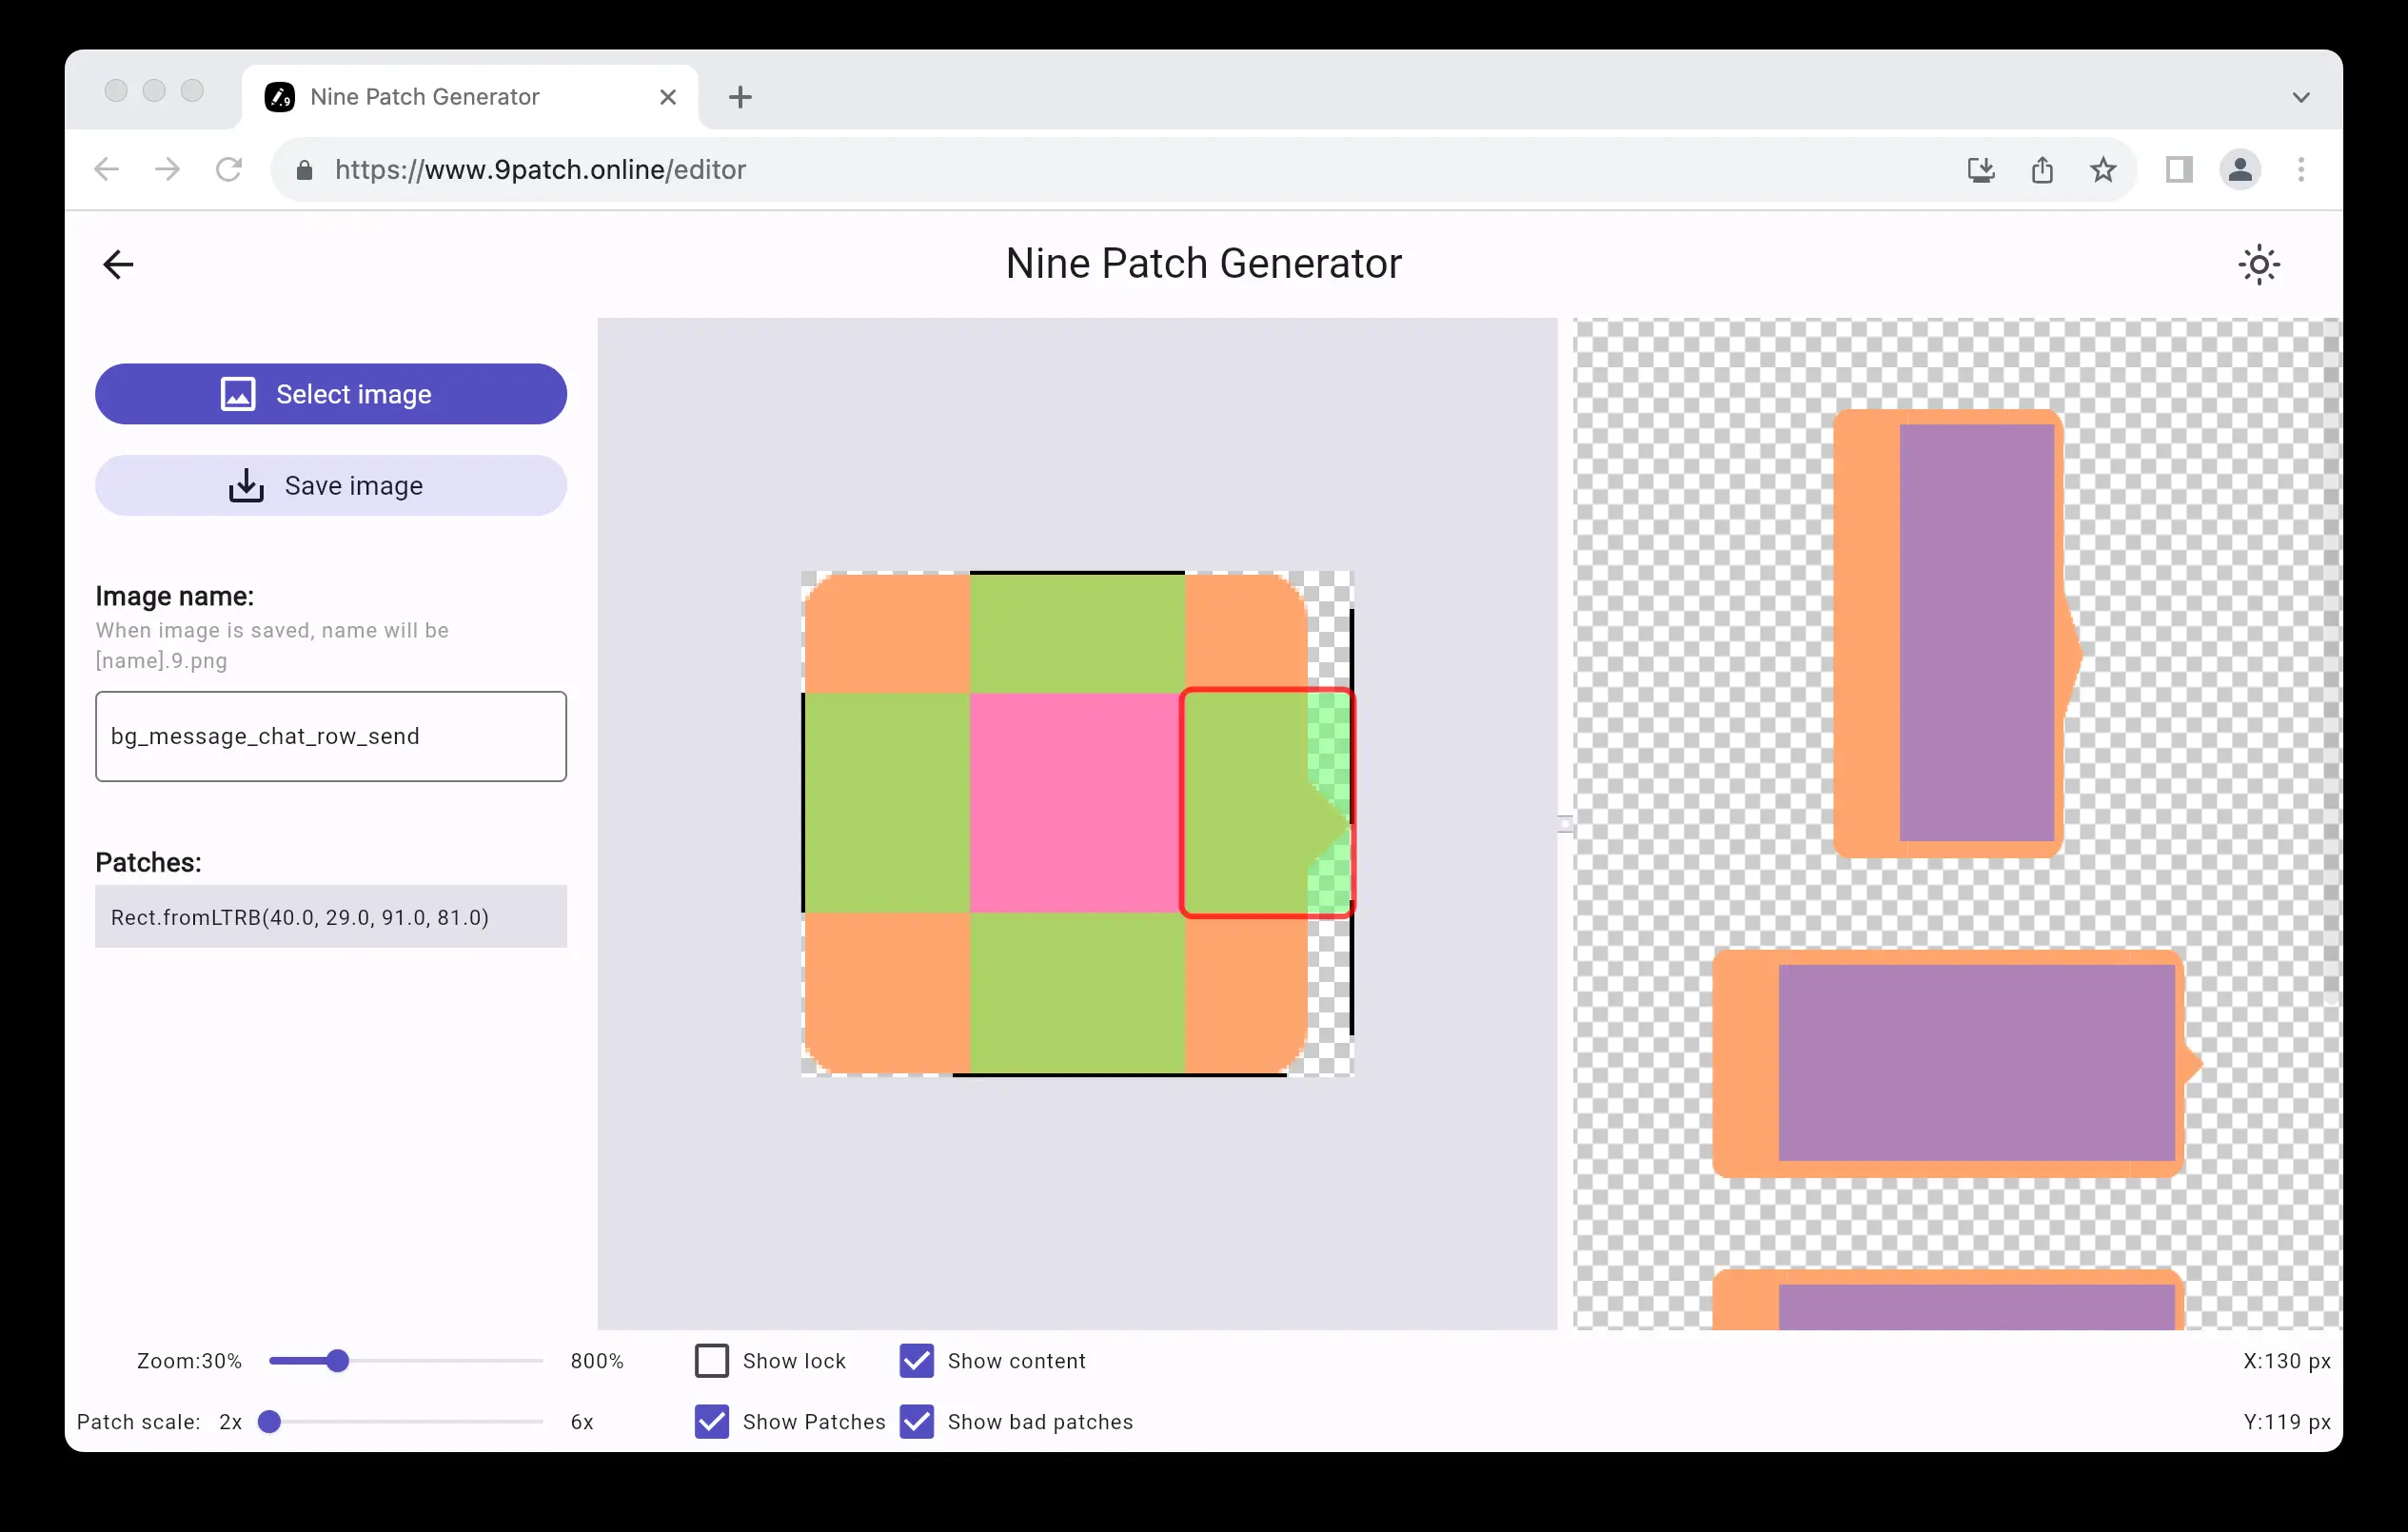 Nine Patch Generator
https://www.9patch.online/editor
Nine Patch Generator
Select image
Save image
Image name:
When image is saved, name will be
[name].9.png
bg_message_chat_row_send
Patches:
Rect.fromLTRB(40.0, 29.0, 91.0, 81.0)
Zoom:30% 800% Show lock Show content X:130 px
Patch scale: 2x 6x Show Patches Show bad patches Y:119 px